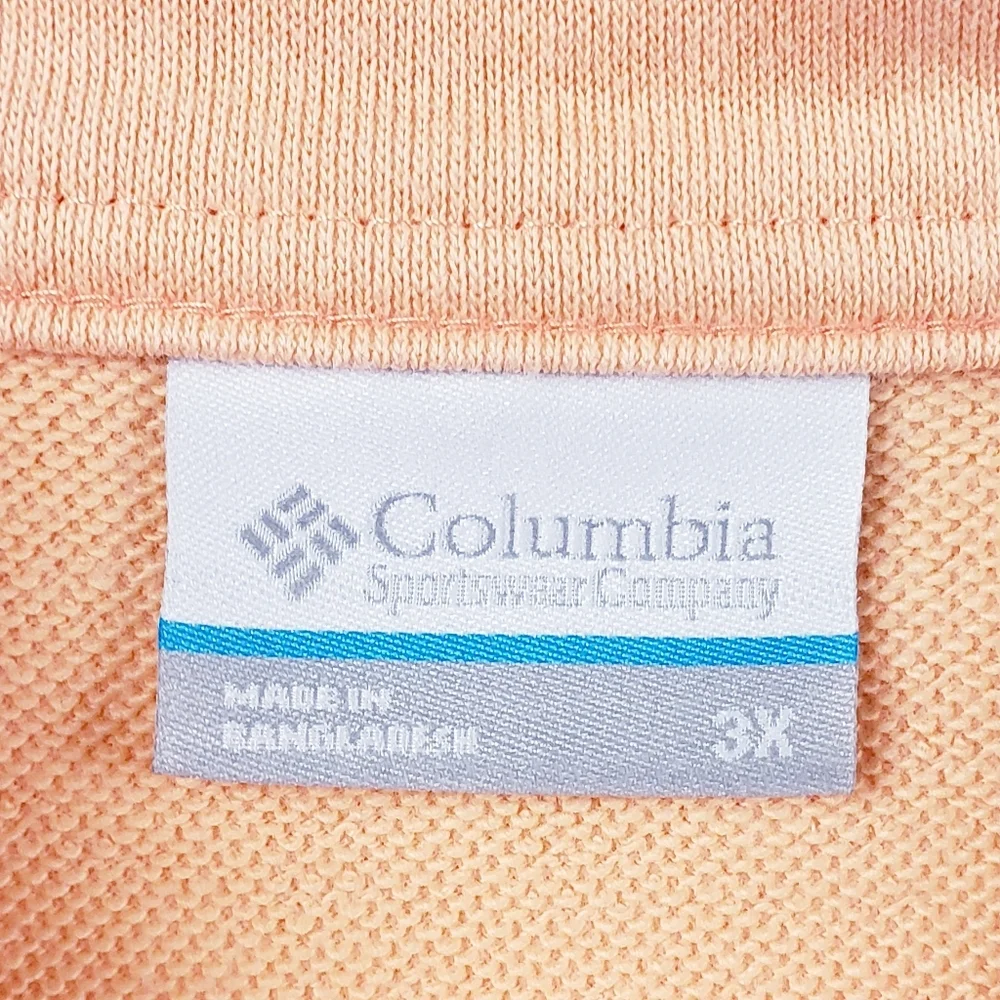 Columbia
Sportswear Company
MADE IN
BANGLADESH
3X